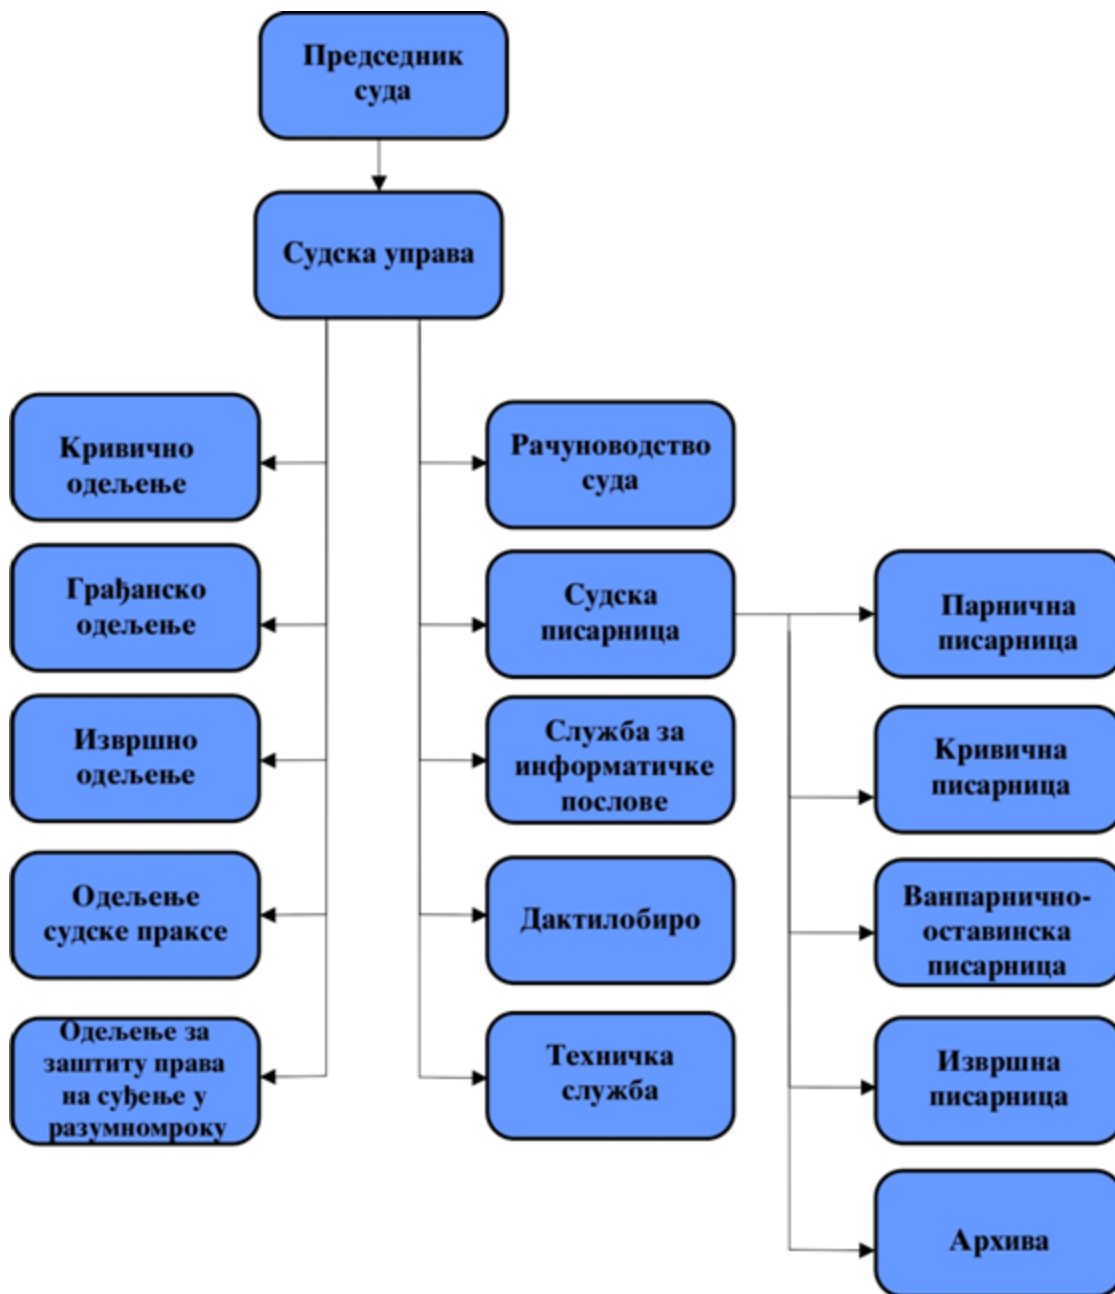 Председник
суда
Судска управа
Кривично
одељење
Грађанско
одељење
Извршно
одељење
Одељење
судске праксе
Одељење за
заштиту права
на суђење у
разумномроку
Рачуноводство
суда
Судска
писарница
Служба за
информатичке
послове
Дактилобиро
Техничка
служба
Парнична
писарница
Кривична
писарница
Ванпарнично-
оставинска
писарница
Извршна
писарница
Архива